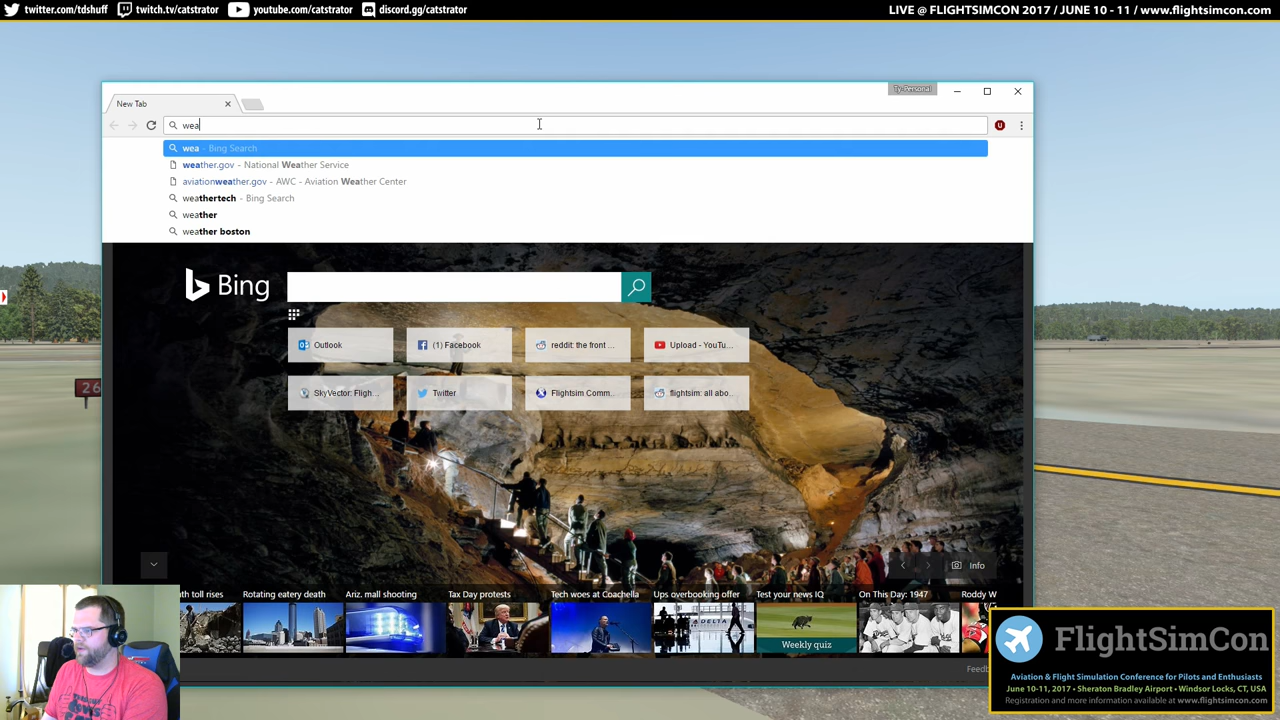 twitter.com/tdshuff twitch.tv/catstrator youtube.com/catstrator discord.gg/catstrator LIVE @ FLIGHTSIMCON 2017 / JUNE 10 - 11 / www.flightsimcon.com
Ty-Personal
New Tab
wea
wea - Bing Search
weather.gov - National Weather Service
aviationweather.gov - AWC - Aviation Weather Center
weathertech - Bing Search
weather
weather boston
Bing
Outlook (1) Facebook reddit: the front ... Upload - YouTu...
26
SkyVector: Fligh... Twitter Flightsim Comm... flightsim: all abo...
Info
th toll rises Rotating eatery death Ariz. mall shooting Tax Day protests Tech woes at Coachella Ups overbooking offer Test your news IQ On This Day: 1947 Roddy W
DELTA
Weekly quiz
Feedb
FlightSimCon
Aviation & Flight Simulation Conference for Pilots and Enthusiasts
June 10-11, 2017 • Sheraton Bradley Airport • Windsor Locks, CT, USA
Registration and more information available at www.flightsimcon.com